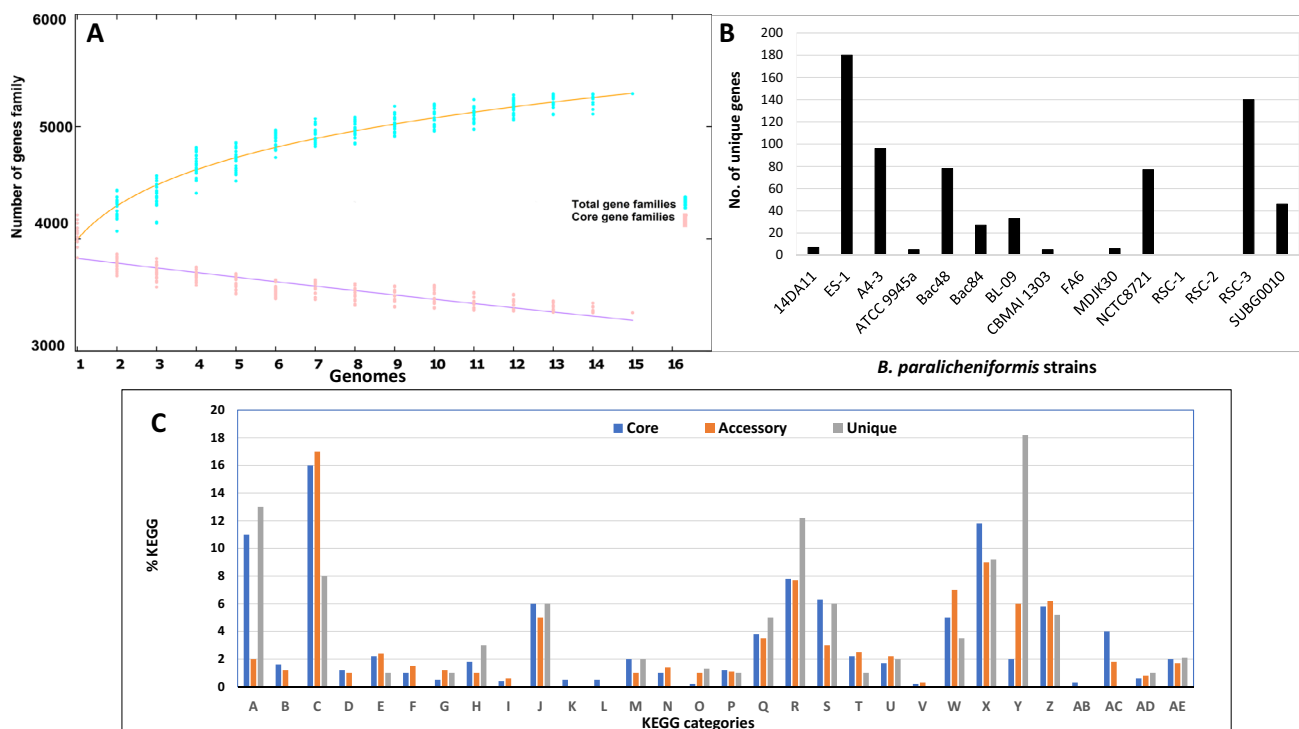 A
6000
5000
4000
3000
Number of genes family
Total gene families
Core gene families
1 2 3 4 5 6 7 8 9 10 11 12 13 14 15 16
Genomes
B
200
180
160
140
120
100
80
60
40
20
0
No. of unique genes
14DA11 ES-1 A4-3 ATCC 9945a Bac48 Bac84 BL-09 CBMAI 1303 FA6 MDJK30 NCTC8721 RSC-1 RSC-2 RSC-3 SUBG0010
B. paralicheniformis strains
C
Core Accessory Unique
20
18
16
14
12
10
8
6
4
2
0
% KEGG
A B C D E F G H I J K L M N O P Q R S T U V W X Y Z AB AC AD AE
KEGG categories